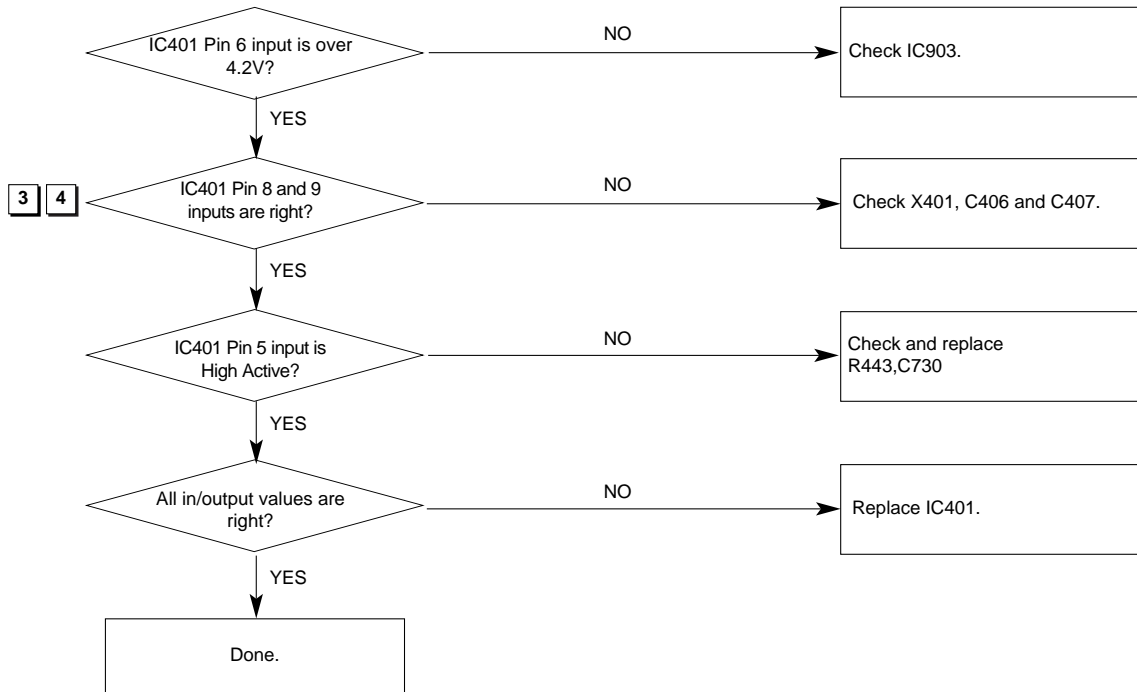 IC401 Pin 6 input is over
4.2V?
NO
Check IC903.
YES
3 4
IC401 Pin 8 and 9
inputs are right?
NO
Check X401, C406 and C407.
YES
IC401 Pin 5 input is
High Active?
NO
Check and replace
R443,C730
YES
All in/output values are
right?
NO
Replace IC401.
YES
Done.